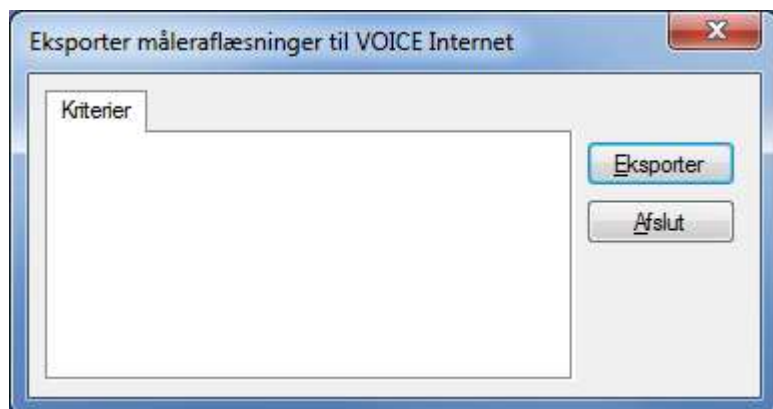 Eksporter måleraflæsninger til VOICE Internet
Kriterier
Eksporter
Afslut